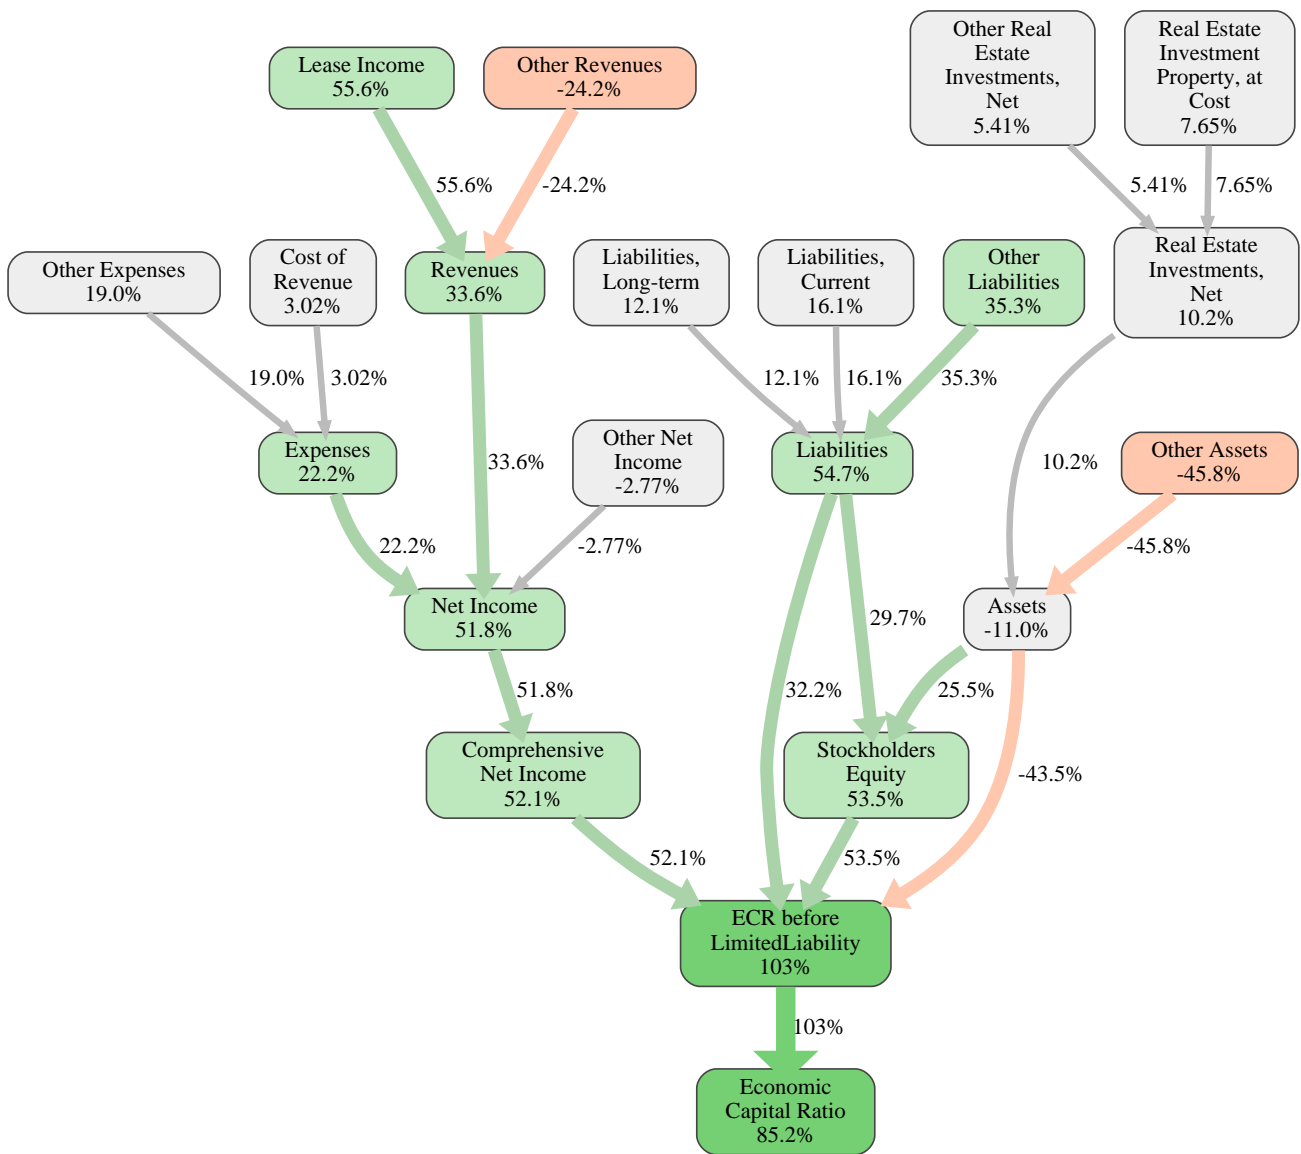 Lease Income
55.6%
Other Revenues
-24.2%
Other Real
Estate
Investments,
Net
5.41%
Real Estate
Investment
Property, at
Cost
7.65%
55.6%
-24.2%
5.41%
7.65%
Other Expenses
19.0%
Cost of
Revenue
3.02%
Revenues
33.6%
Liabilities,
Long-term
12.1%
Liabilities,
Current
16.1%
Other
Liabilities
35.3%
Real Estate
Investments,
Net
10.2%
19.0%
3.02%
12.1%
16.1%
35.3%
Expenses
22.2%
33.6%
Other Net
Income
-2.77%
Liabilities
54.7%
10.2%
Other Assets
-45.8%
22.2%
-2.77%
-45.8%
Net Income
51.8%
29.7%
Assets
-11.0%
51.8%
32.2%
25.5%
Comprehensive
Net Income
52.1%
Stockholders
Equity
53.5%
-43.5%
52.1%
53.5%
ECR before
LimitedLiability
103%
103%
Economic
Capital Ratio
85.2%